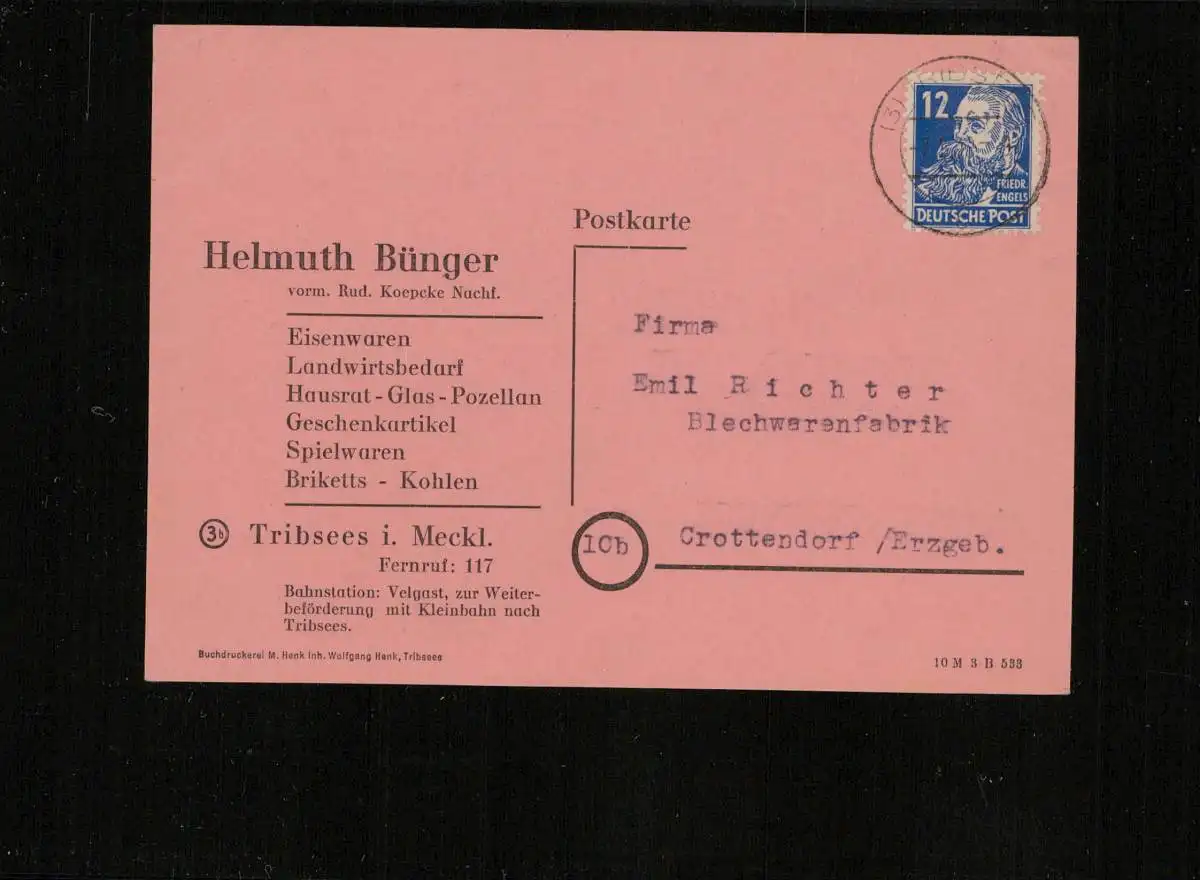 Postkarte
Helmuth Bünger
vorm. Rud. Koepcke Nachf.
Eisenwaren
Landwirtsbedarf
Hausrat - Glas - Pozellan
Geschenkartikel
Spielwaren
Briketts - Kohlen
3b Tribsees i. Meckl.
Fernruf: 117
Bahnstation: Velgast, zur Weiter-
beförderung mit Kleinbahn nach
Tribsees.
Buchdruckerei M. Henk Inh. Wolfgang Henk, Tribsees
12
FRIEDR.
ENGELS
DEUTSCHE POST
Firma
Emil Richter
Blechwarenfabrik
10b Crottendorf /Erzgeb.
10 M 3 B 533